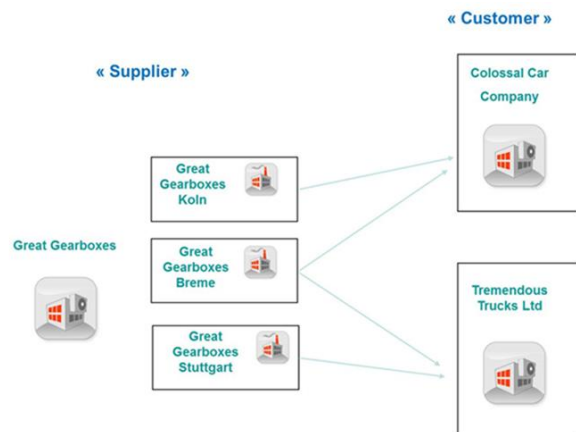 « Customer »
« Supplier »
Colossal Car
Company
Great
Gearboxes
Koln
Great Gearboxes
Great
Gearboxes
Breme
Tremendous
Trucks Ltd
Great
Gearboxes
Stuttgart